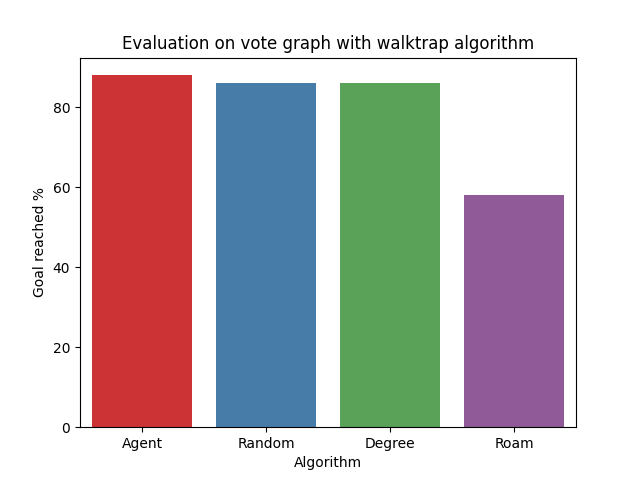 Evaluation on vote graph with walktrap algorithm
Goal reached %
80
60
40
20
0
Agent Random Degree Roam
Algorithm